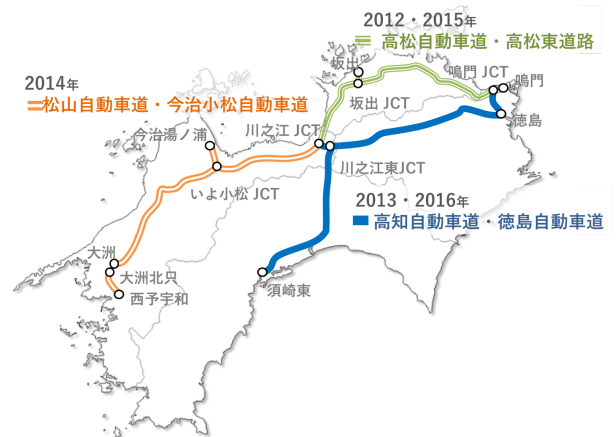 2012・2015年
高松自動車道・高松東道路
坂出
鳴門 JCT
鳴門
2014年
松山自動車道・今治小松自動車道
坂出 JCT
徳島
今治湯ノ浦
川之江 JCT
川之江東JCT
いよ小松 JCT
2013・2016年
高知自動車道・徳島自動車道
大洲
大洲北只
西予宇和
須崎東